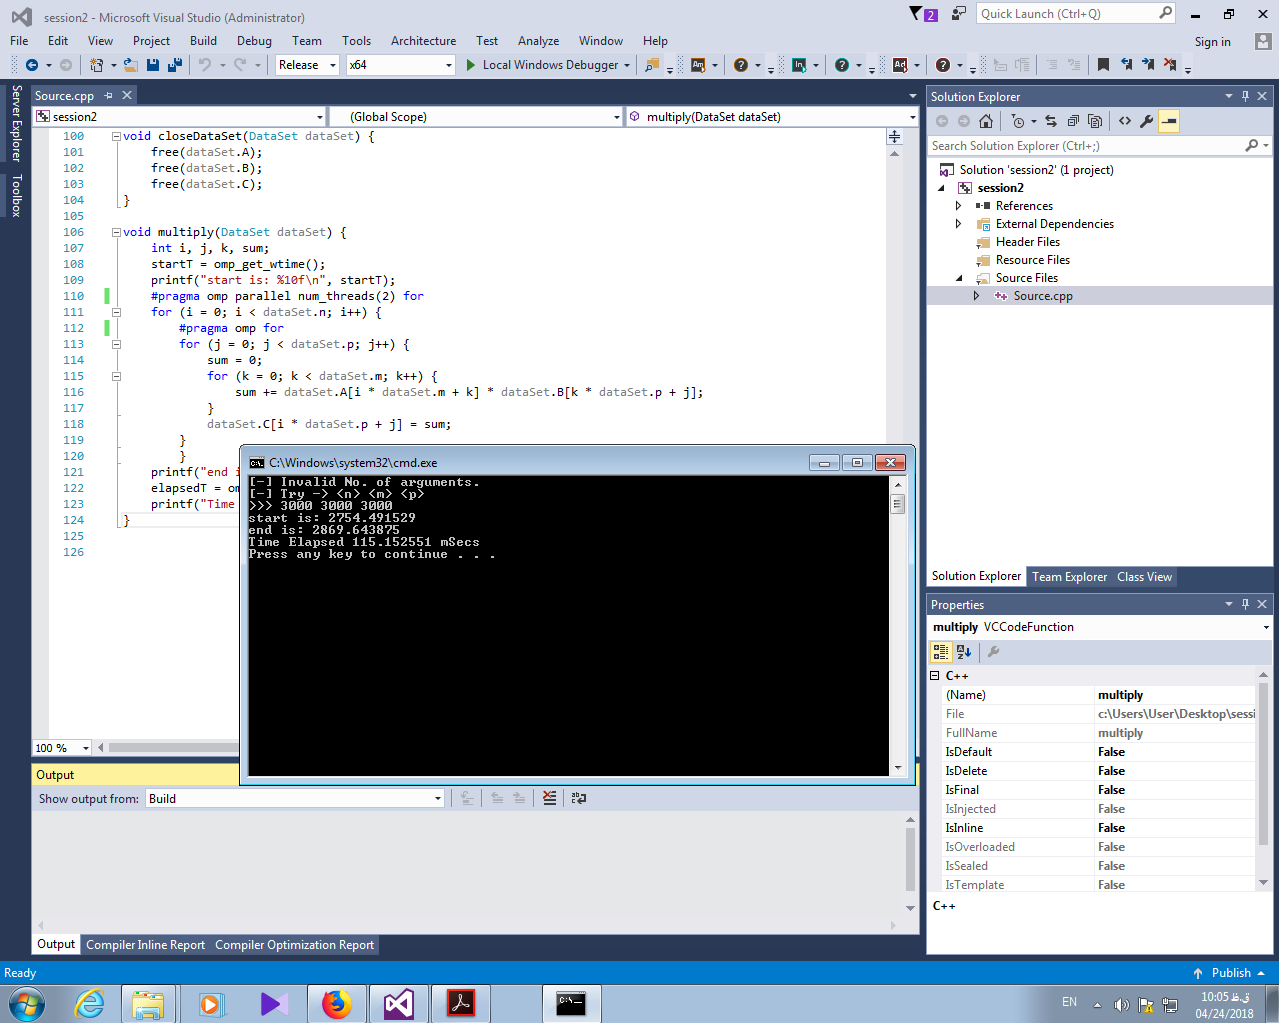 session2 - Microsoft Visual Studio (Administrator)
2
Quick Launch (Ctrl+Q)
File Edit View Project Build Debug Team Tools Architecture Test Analyze Window Help
Sign in
Release x64 Local Windows Debugger
Server Explorer
Toolbox
Source.cpp
session2 (Global Scope) multiply(DataSet dataSet)
100 void closeDataSet(DataSet dataSet) {
101 free(dataSet.A);
102 free(dataSet.B);
103 free(dataSet.C);
104 }
105
106 void multiply(DataSet dataSet) {
107 int i, j, k, sum;
108 startT = omp_get_wtime();
109 printf("start is: %10f\n", startT);
110 #pragma omp parallel num_threads(2) for
111 for (i = 0; i < dataSet.n; i++) {
112 #pragma omp for
113 for (j = 0; j < dataSet.p; j++) {
114 sum = 0;
115 for (k = 0; k < dataSet.m; k++) {
116 sum += dataSet.A[i * dataSet.m + k] * dataSet.B[k * dataSet.p + j];
117 }
118 dataSet.C[i * dataSet.p + j] = sum;
119 }
120 }
121 printf("end i
122 elapsedT = om
123 printf("Time
124 }
125
126
100 %
C:\Windows\system32\cmd.exe
[-] Invalid No. of arguments.
[-] Try -> <n> <m> <p>
>>> 3000 3000 3000
start is: 2754.491529
end is: 2869.643875
Time Elapsed 115.152551 mSecs
Press any key to continue . . .
Output
Show output from: Build
Output Compiler Inline Report Compiler Optimization Report
Solution Explorer
Search Solution Explorer (Ctrl+;)
Solution 'session2' (1 project)
session2
References
External Dependencies
Header Files
Resource Files
Source Files
Source.cpp
Solution Explorer Team Explorer Class View
Properties
multiply VCCodeFunction
C++
(Name) multiply
File c:\Users\User\Desktop\sessi
FullName multiply
IsDefault False
IsDelete False
IsFinal False
IsInjected False
IsInline False
IsOverloaded False
IsSealed False
IsTemplate False
C++
Ready
Publish
EN
10:05 ق.ظ
04/24/2018